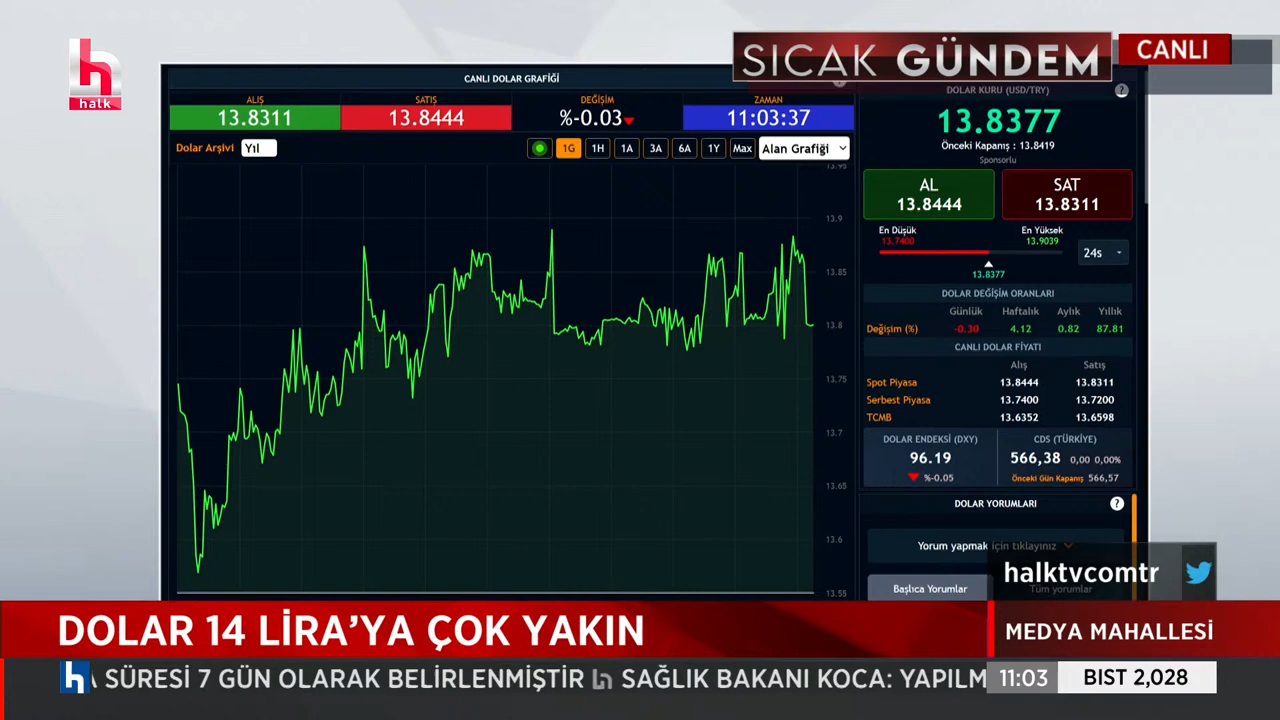 halk
SICAK GÜNDEM
CANLI
CANLI DOLAR GRAFİĞİ
ALIŞ
SATIŞ
DEĞİŞİM
ZAMAN
13.8311
13.8444
%-0.03
11:03:37
Dolar Arşivi
Yıl
1G
1H
1A
3A
6A
1Y
Max
Alan Grafiği
13.95
13.9
13.85
13.8
13.75
13.7
13.65
13.6
13.55
DOLAR KURU (USD/TRY)
?
13.8377
Önceki Kapanış : 13.8419
Sponsorlu
AL
13.8444
SAT
13.8311
En Düşük
En Yüksek
13.7400
13.9039
24s
13.8377
DOLAR DEĞİŞİM ORANLARI
Günlük Haftalık Aylık Yıllık
Değişim (%) -0.30 4.12 0.82 87.81
CANLI DOLAR FİYATI
Alış Satış
Spot Piyasa 13.8444 13.8311
Serbest Piyasa 13.7400 13.7200
TCMB 13.6352 13.6598
DOLAR ENDEKSİ (DXY)
96.19
%-0.05
CDS (TÜRKİYE)
566,38 0,00 0,00%
Önceki Gün Kapanış 566,57
DOLAR YORUMLARI
?
Yorum yapmak için tıklayınız
Başlıca Yorumlar
Tüm yorumlar
halktvcomtr
DOLAR 14 LİRA'YA ÇOK YAKIN
MEDYA MAHALLESİ
A SÜRESİ 7 GÜN OLARAK BELİRLENMİŞTİR h SAĞLIK BAKANI KOCA: YAPILM
11:03
BIST 2,028